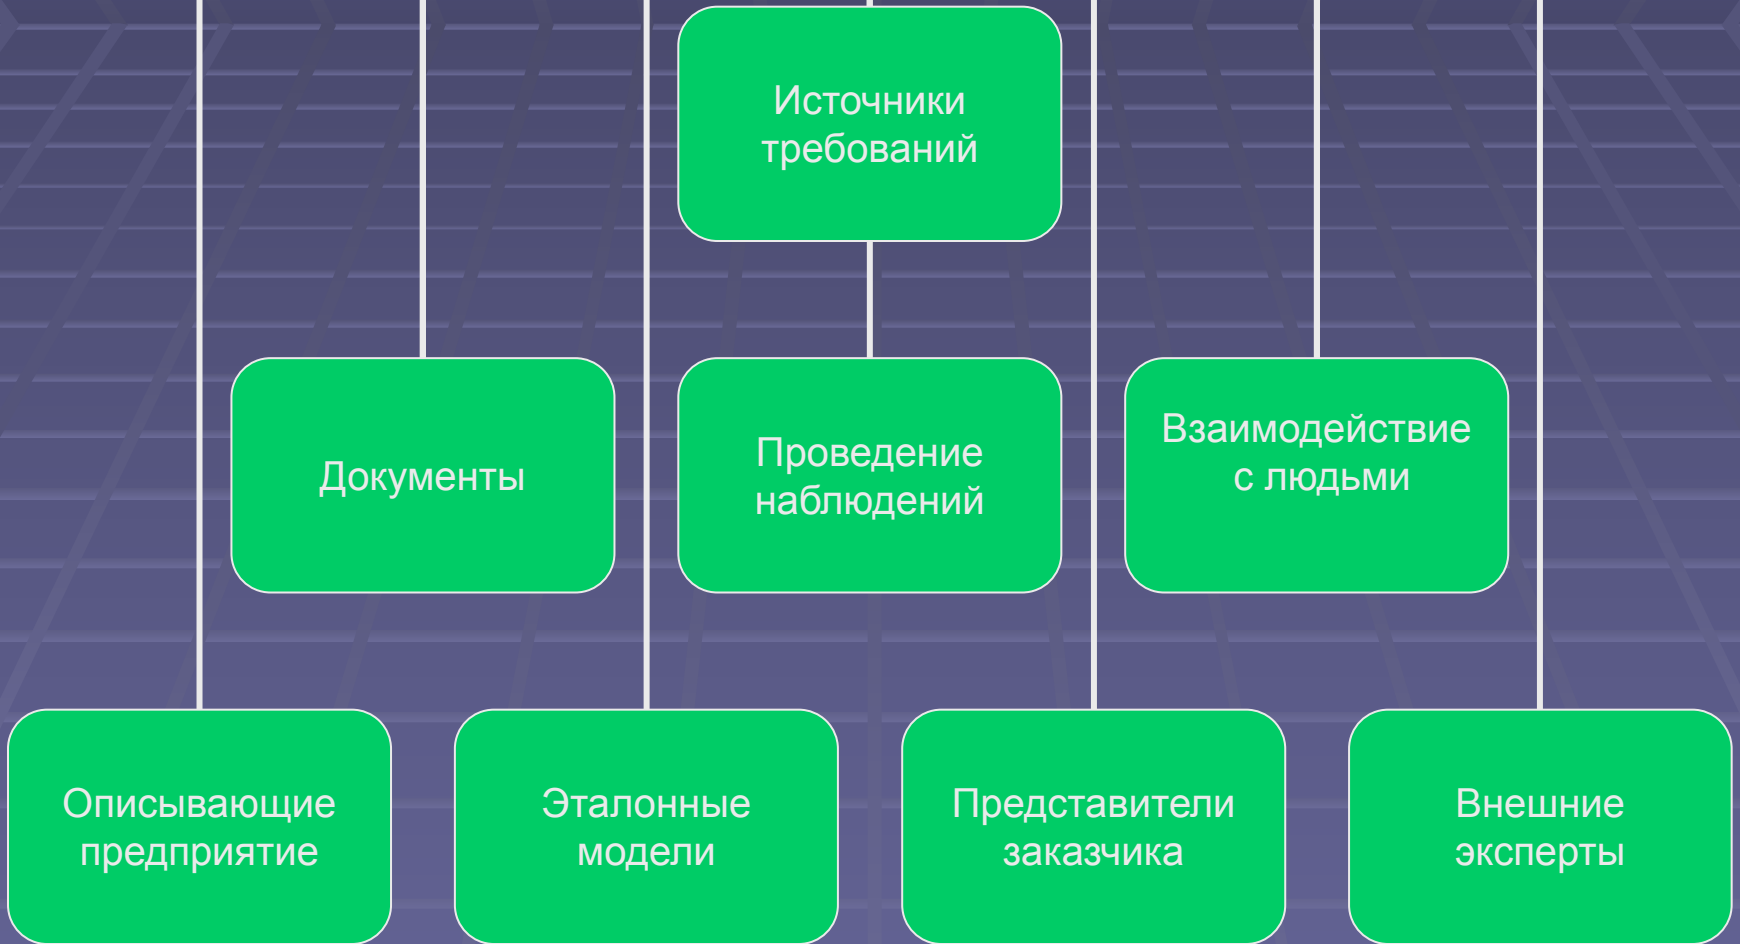 Источники
требований
Документы
Проведение
наблюдений
Взаимодействие
с людьми
Описывающие
предприятие
Эталонные
модели
Представители
заказчика
Внешние
эксперты